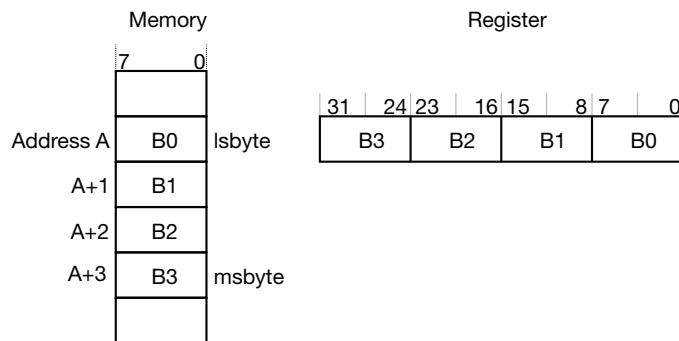 Memory
Register
7 0
31 24 23 16 15 8 7 0
Address A B0 lsbyte
B3 B2 B1 B0
A+1 B1
A+2 B2
A+3 B3 msbyte